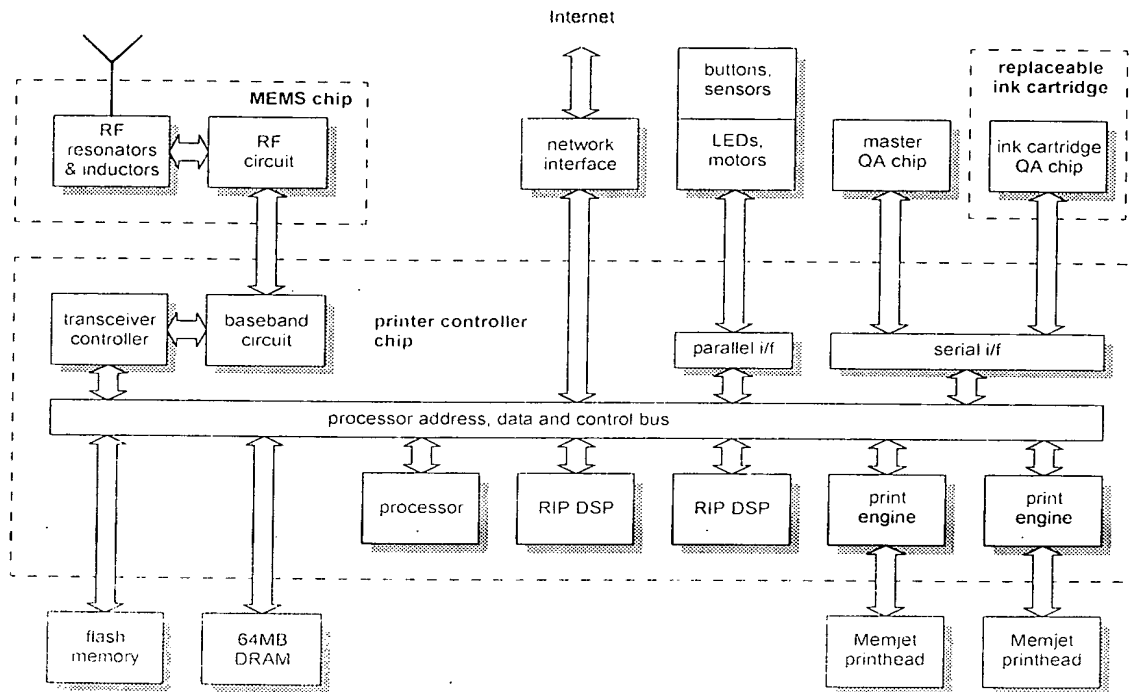 Internet
MEMS chip
RF
resonators
& inductors
RF
circuit
network
interface
buttons,
sensors
LEDs,
motors
master
QA chip
replaceable
ink cartridge
ink cartridge
QA chip
transceiver
controller
baseband
circuit
printer controller
chip
parallel i/f
serial i/f
processor address, data and control bus
processor
RIP DSP
RIP DSP
print
engine
print
engine
flash
memory
64MB
DRAM
Memjet
printhead
Memjet
printhead